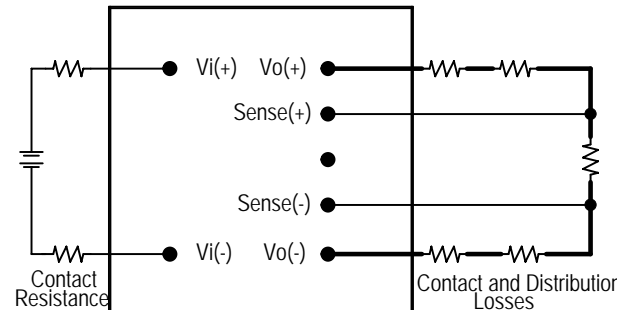 Vi(+) Vo(+)
Sense(+)
Sense(-)
Vi(-) Vo(-)
Contact
Resistance
Contact and Distribution
Losses